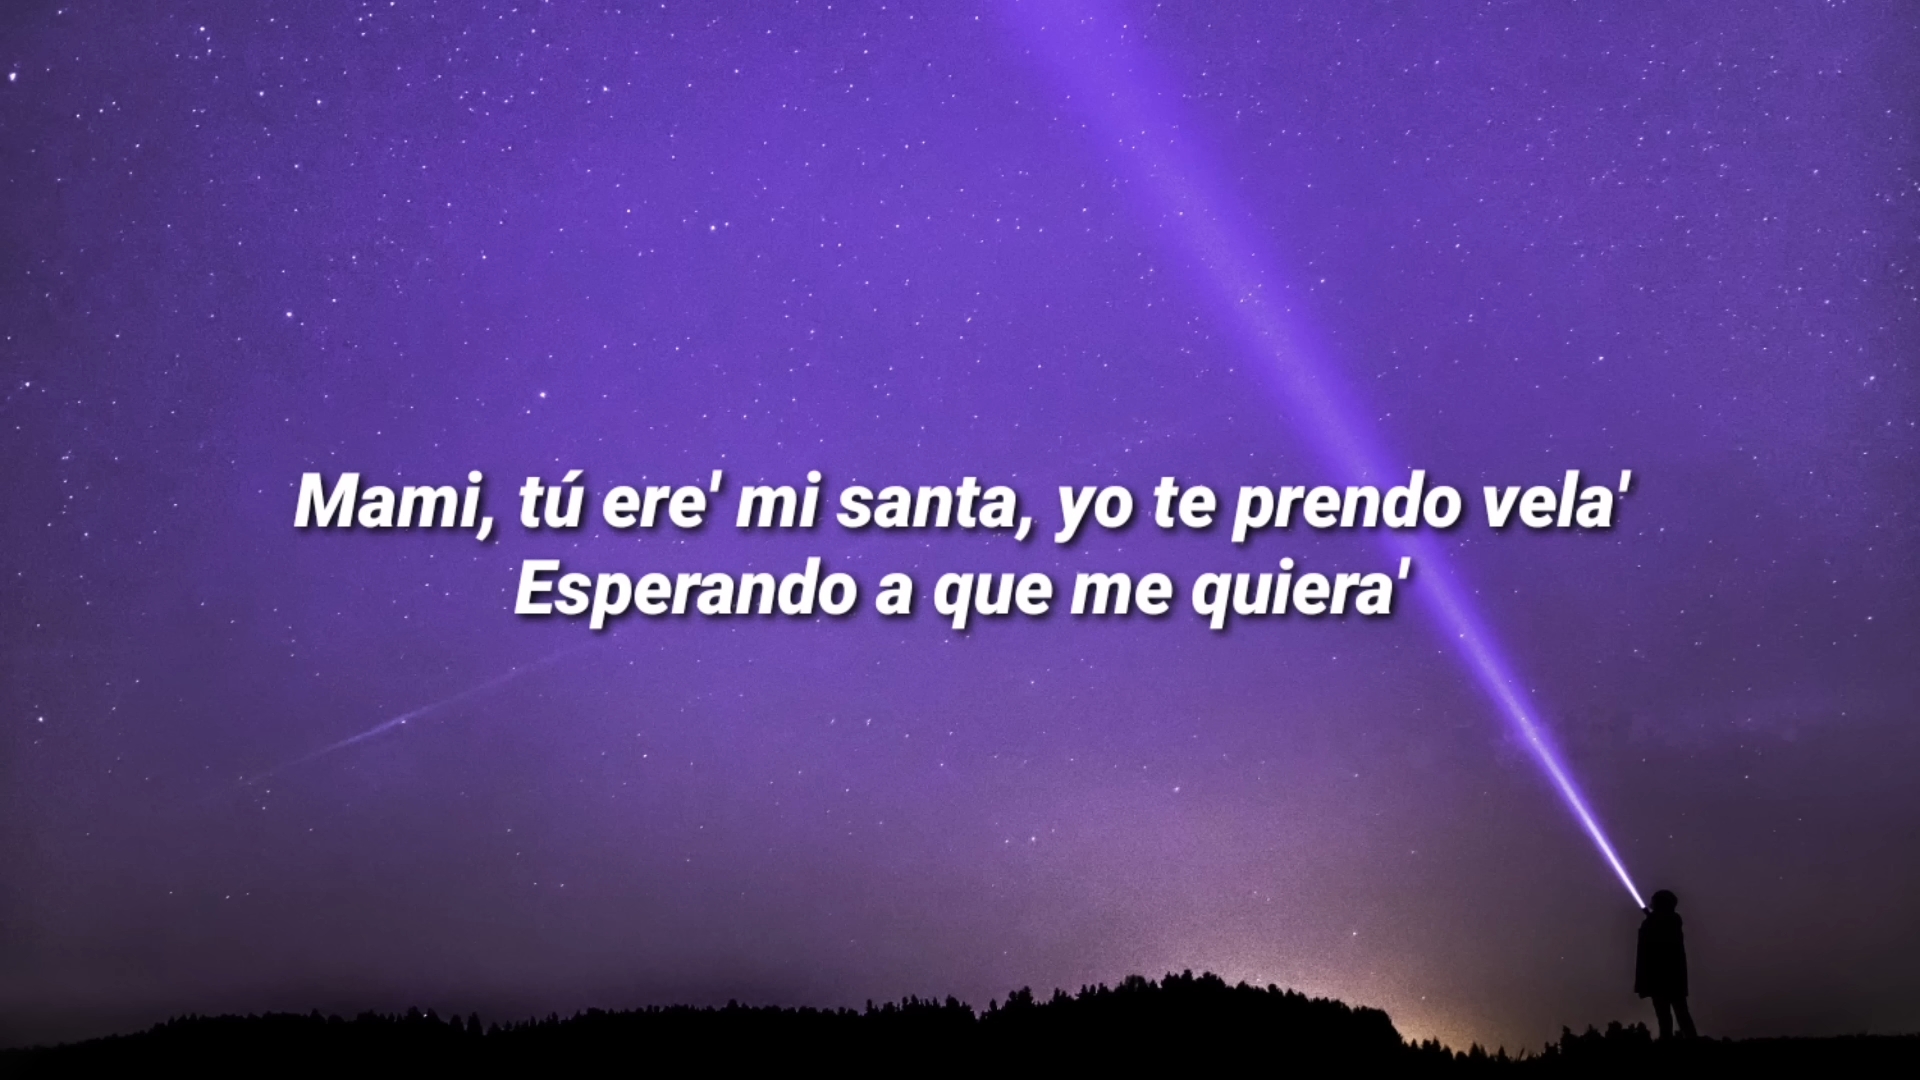 Mami, tú ere' mi santa, yo te prendo vela'
Esperando a que me quiera'